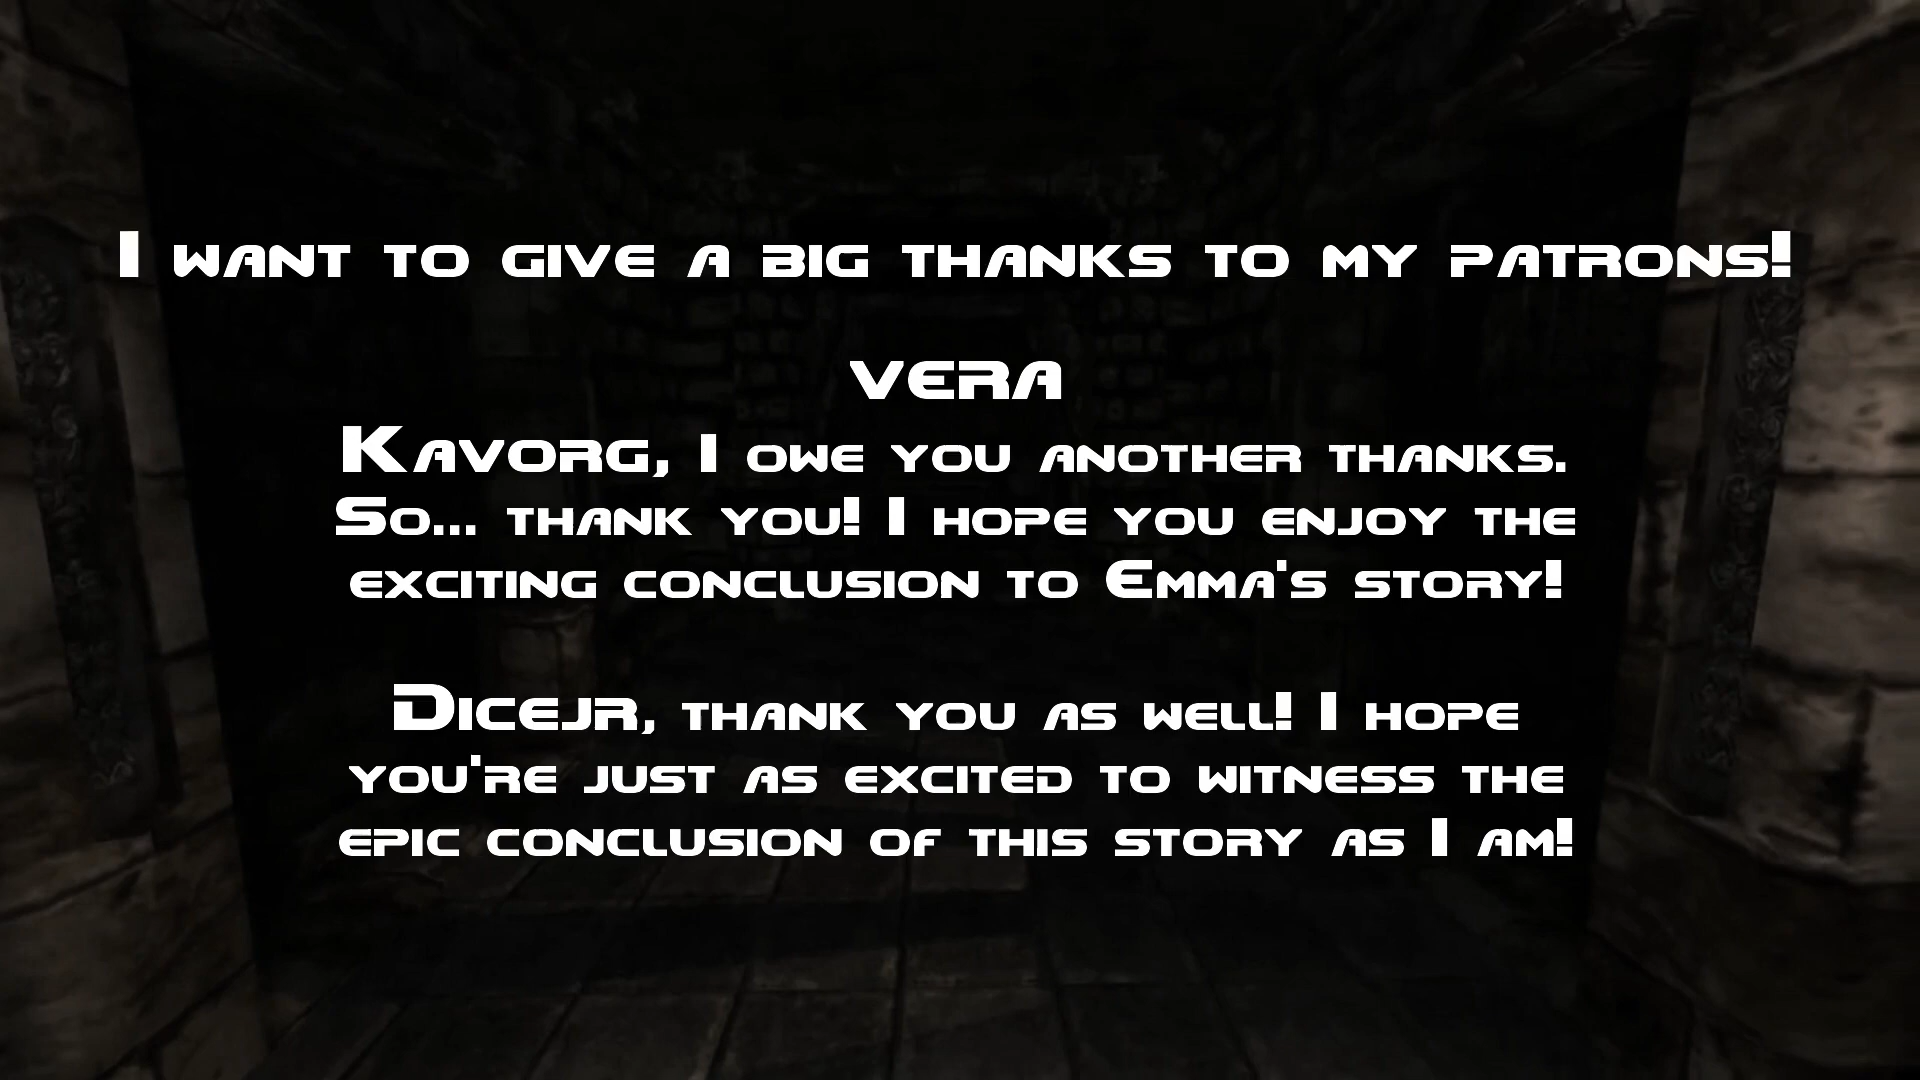 I want to give a big thanks to my patrons!
VERA
Kavorg, I owe you another thanks.
So... thank you! I hope you enjoy the
exciting conclusion to Emma's story!
Dicejr, thank you as well! I hope
you're just as excited to witness the
epic conclusion of this story as I am!